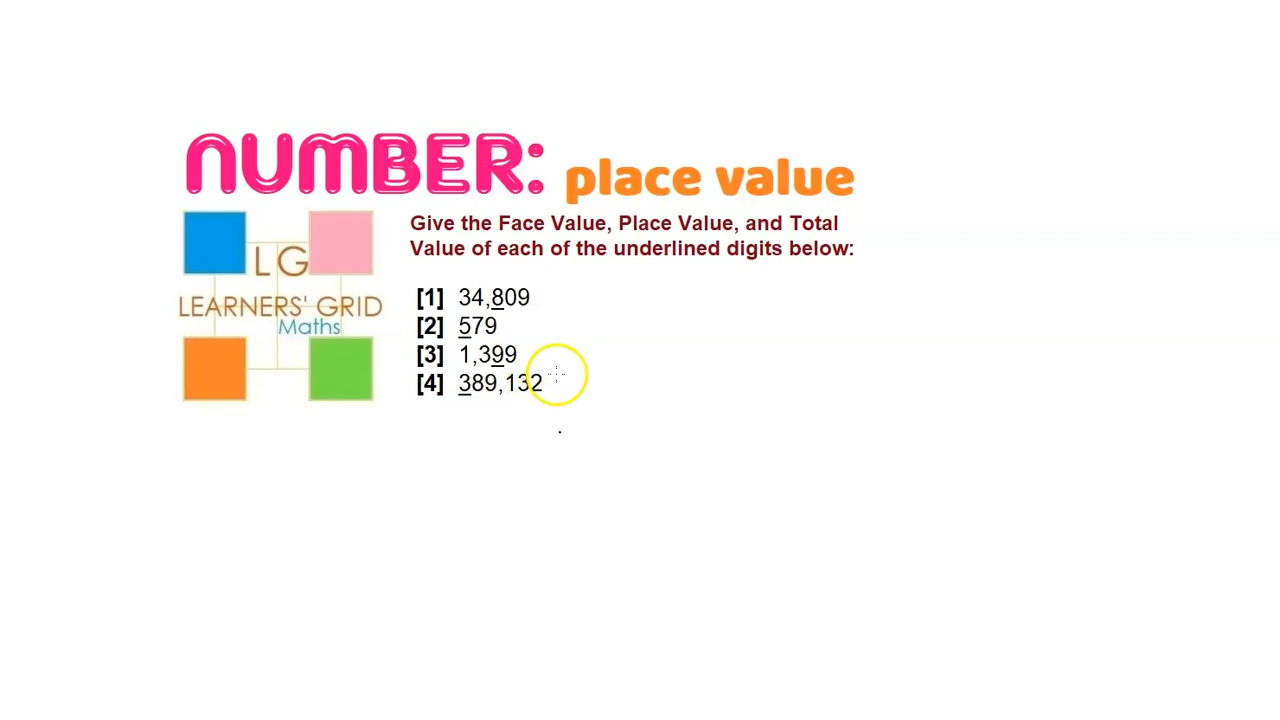 NUMBER: place value
LG
LEARNERS' GRID
Maths
Give the Face Value, Place Value, and Total
Value of each of the underlined digits below:
[1] 34,809
[2] 579
[3] 1,399
[4] 389,132
.